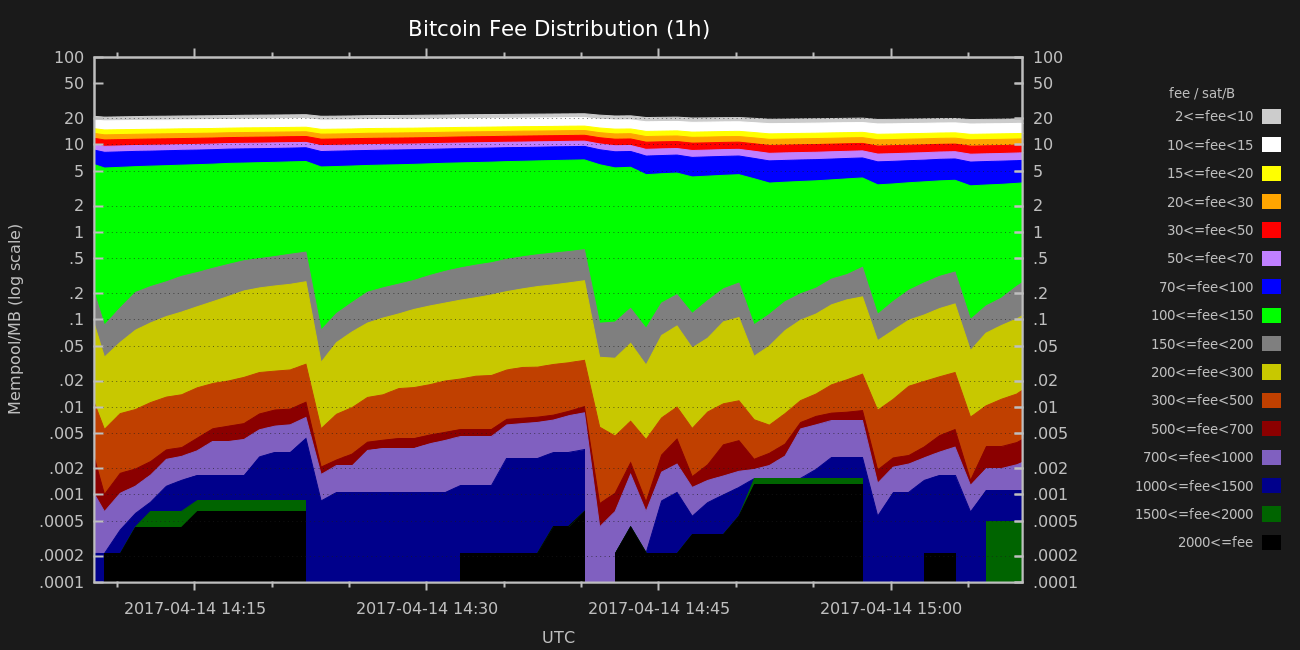 Bitcoin Fee Distribution (1h)
100
50
20
10
5
2
1
.5
.2
.1
.05
.02
.01
.005
.002
.001
.0005
.0002
.0001
Mempool/MB (log scale)
100
50
20
10
5
2
1
.5
.2
.1
.05
.02
.01
.005
.002
.001
.0005
.0002
.0001
2017-04-14 14:15
2017-04-14 14:30
2017-04-14 14:45
2017-04-14 15:00
UTC
fee / sat/B
2<=fee<10
10<=fee<15
15<=fee<20
20<=fee<30
30<=fee<50
50<=fee<70
70<=fee<100
100<=fee<150
150<=fee<200
200<=fee<300
300<=fee<500
500<=fee<700
700<=fee<1000
1000<=fee<1500
1500<=fee<2000
2000<=fee